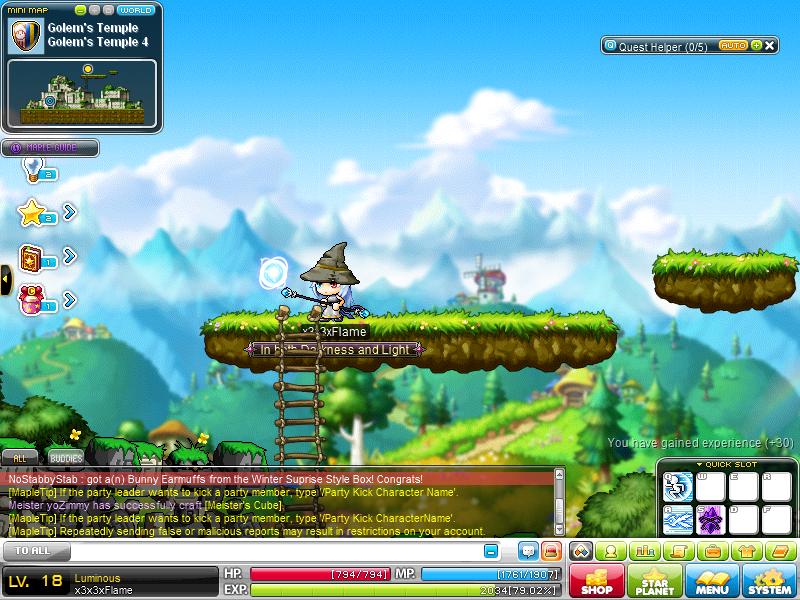 MINI MAP
WORLD
Golem's Temple
Golem's Temple 4
Quest Helper (0/5) AUTO
MAPLE GUIDE
2
2
1
1
x3x3xFlame
In both Darkness and Light
You have gained experience (+30)
ALL BUDDIES
QUICK SLOT
NoStabbyStab : got a(n) Bunny Earmuffs from the Winter Suprise Style Box! Congrats!
[MapleTip] If the party leader wants to kick a party member, type '/Party Kick Character Name'.
Meister yoZimmy has successfully craft [Meister's Cube].
[MapleTip] If the party leader wants to kick a party member, type '/Party Kick CharacterName'.
[MapleTip] Repeatedly sending false or malicious reports may result in restrictions on your account.
Q W E R
A S D F
TO ALL
LV. 18 Luminous
x3x3xFlame
HP. [794/794] MP. [1761/1907]
EXP. 2034[79.02%]
SHOP
STAR PLANET
MENU
SYSTEM